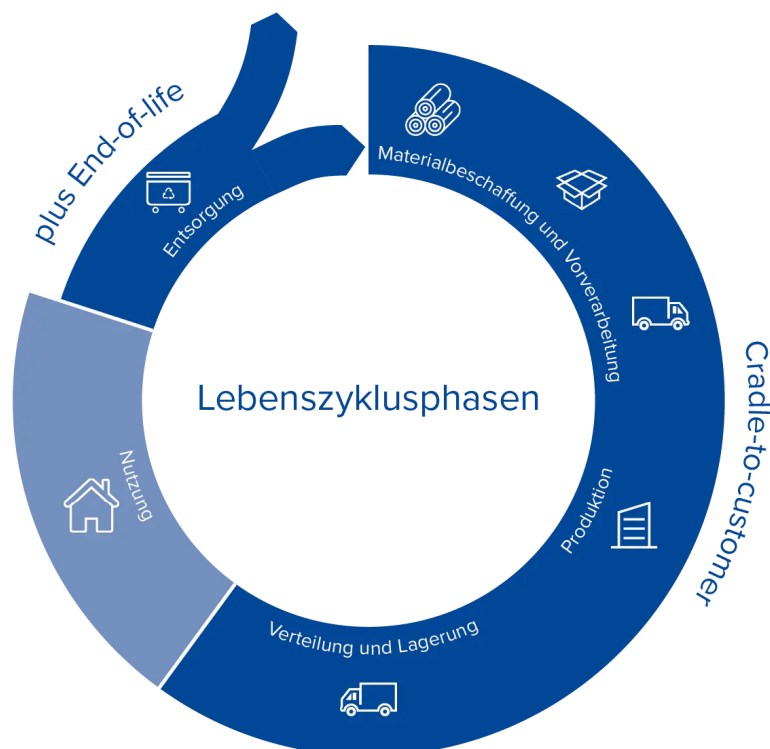 Lebenszyklusphasen
Materialbeschaffung und Vorverarbeitung
Produktion
Verteilung und Lagerung
Nutzung
Entsorgung
Cradle-to-customer
plus End-of-life